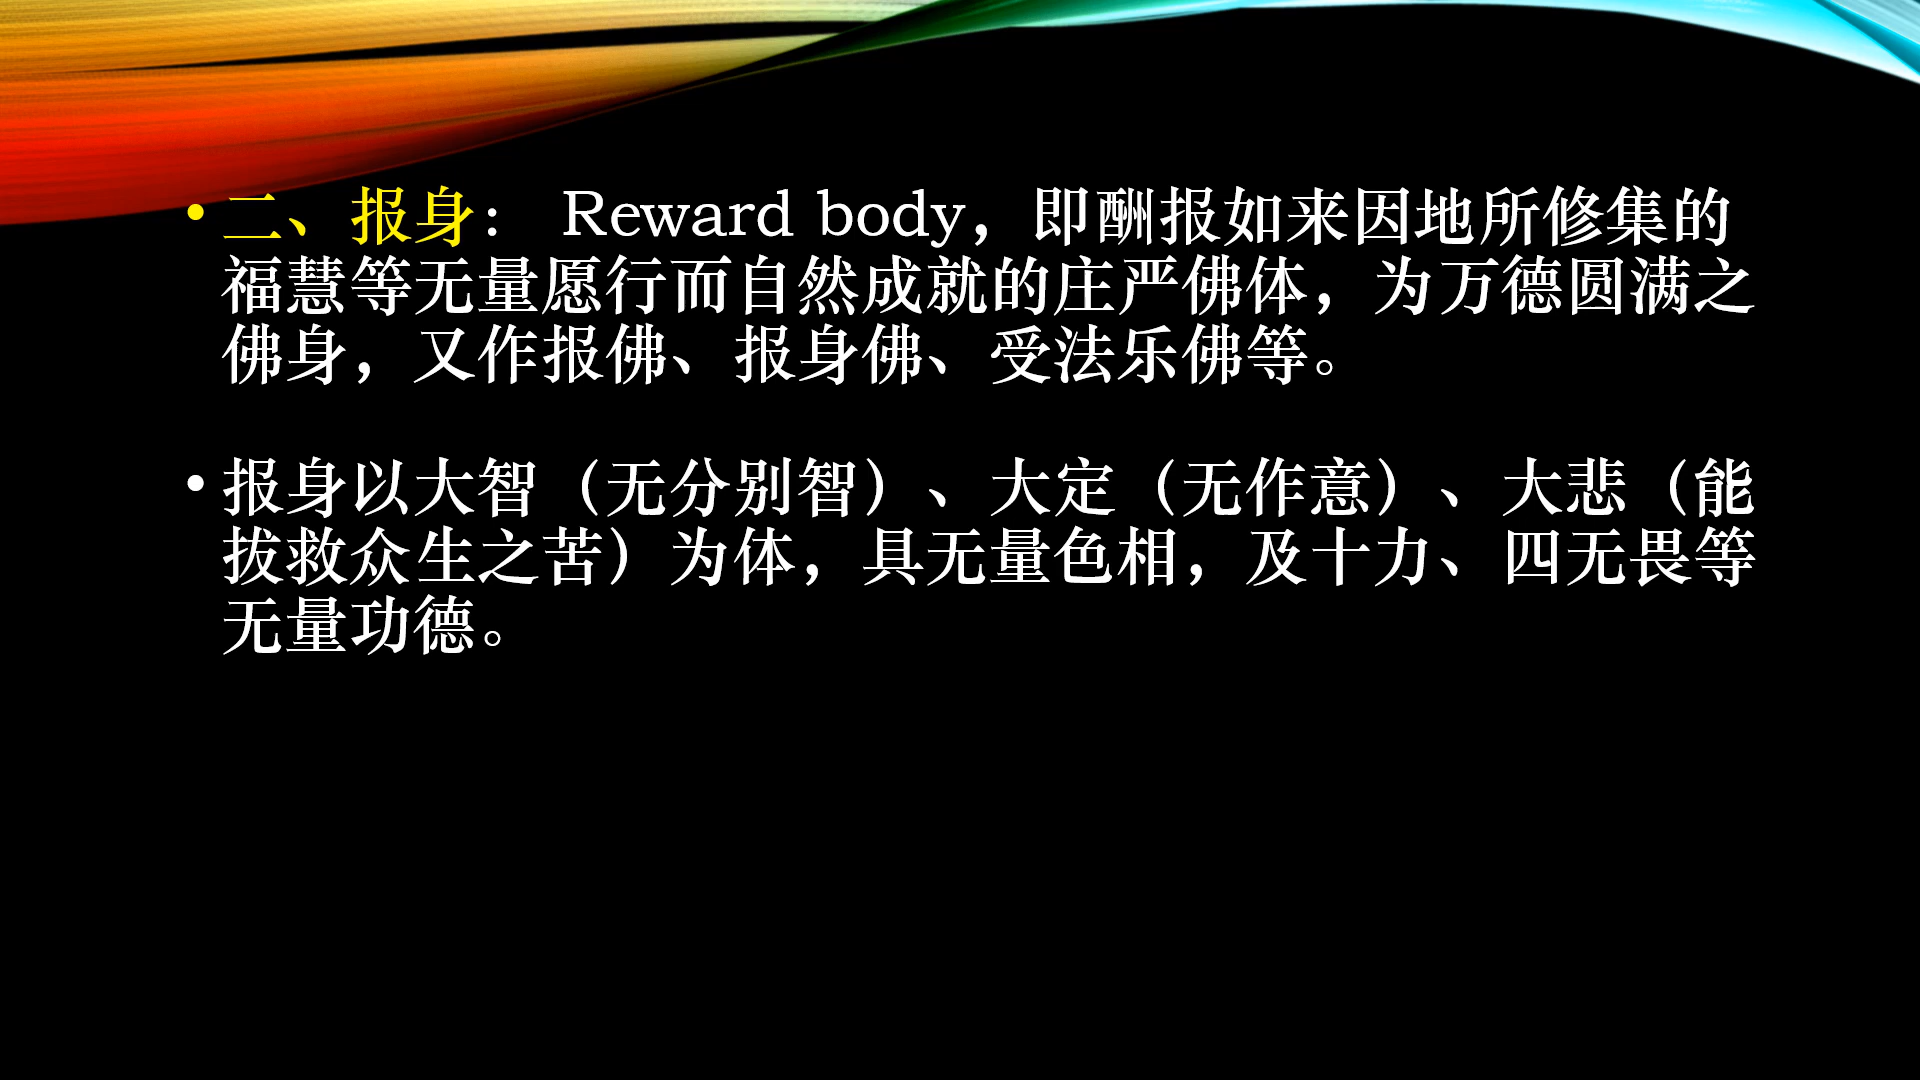 • 二、报身： Reward body，即酬报如来因地所修集的
福慧等无量愿行而自然成就的庄严佛体，为万德圆满之
佛身，又作报佛、报身佛、受法乐佛等。
• 报身以大智（无分别智）、大定（无作意）、大悲（能
拔救众生之苦）为体，具无量色相，及十力、四无畏等
无量功德。